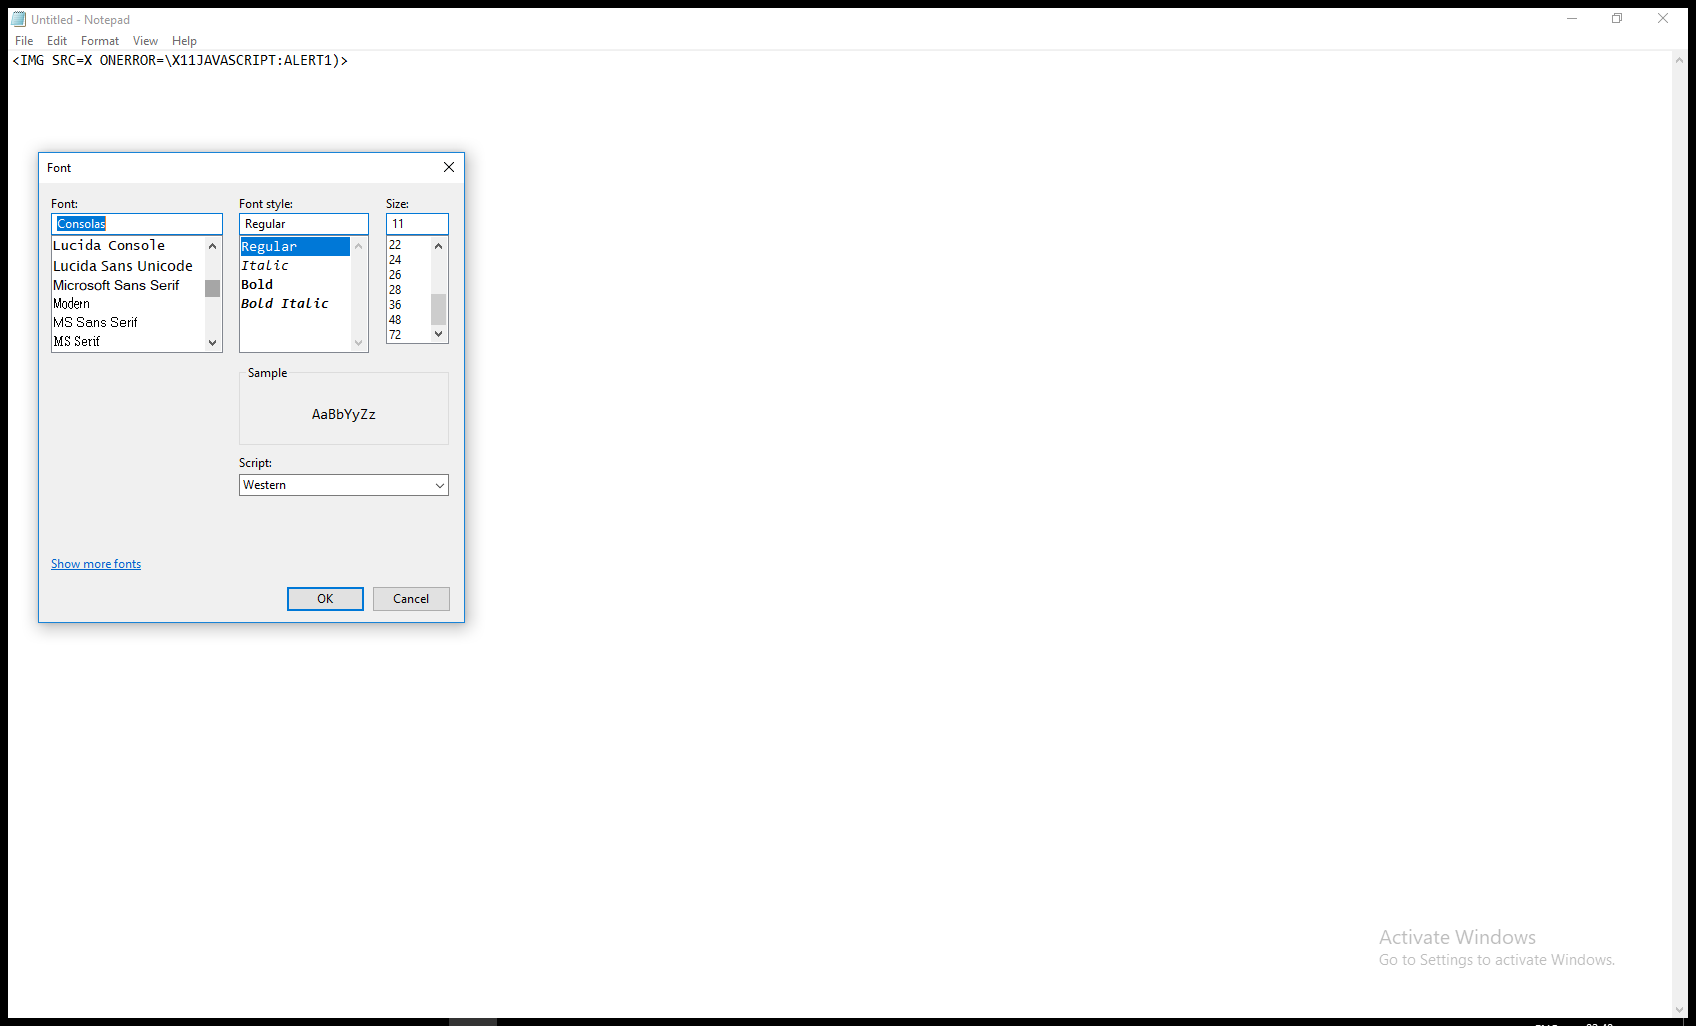 Untitled - Notepad
File Edit Format View Help
<IMG SRC=X ONERROR=\X11JAVASCRIPT:ALERT1)>
Font
Font: Font style: Size:
Consolas Regular 11
Lucida Console
Lucida Sans Unicode
Microsoft Sans Serif
Modern
MS Sans Serif
MS Serif
Regular
Italic
Bold
Bold Italic
22
24
26
28
36
48
72
Sample
AaBbYyZz
Script:
Western
Show more fonts
OK Cancel
Activate Windows
Go to Settings to activate Windows.